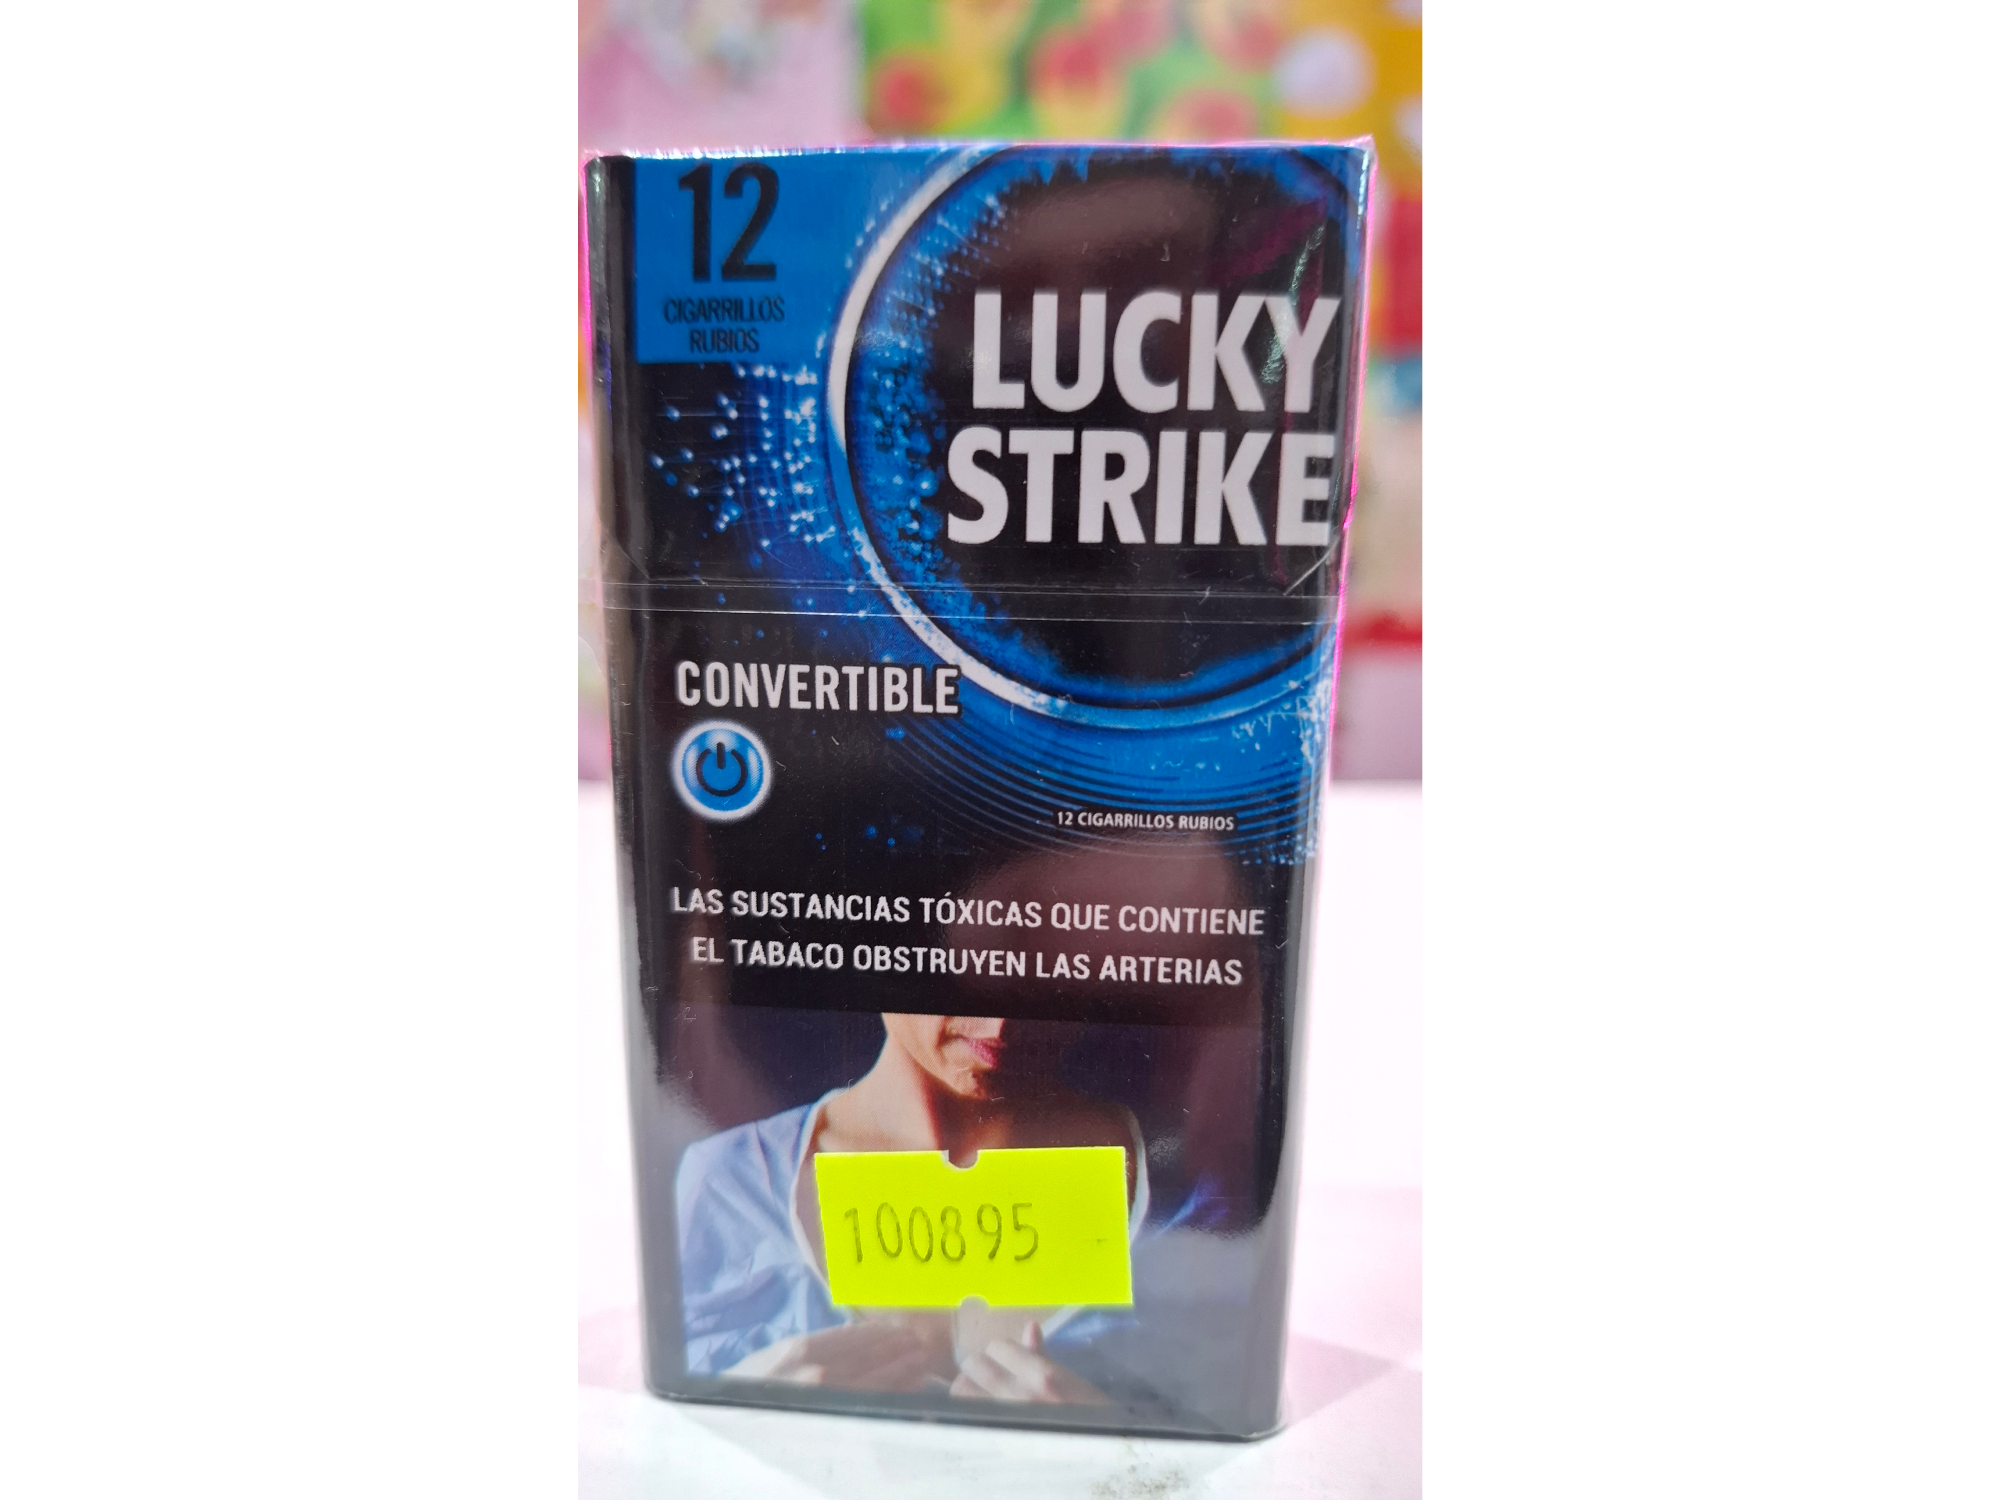 12
CIGARRILLOS
RUBIOS
LUCKY
STRIKE
CONVERTIBLE
12 CIGARRILLOS RUBIOS
LAS SUSTANCIAS TÓXICAS QUE CONTIENE
EL TABACO OBSTRUYEN LAS ARTERIAS
100895